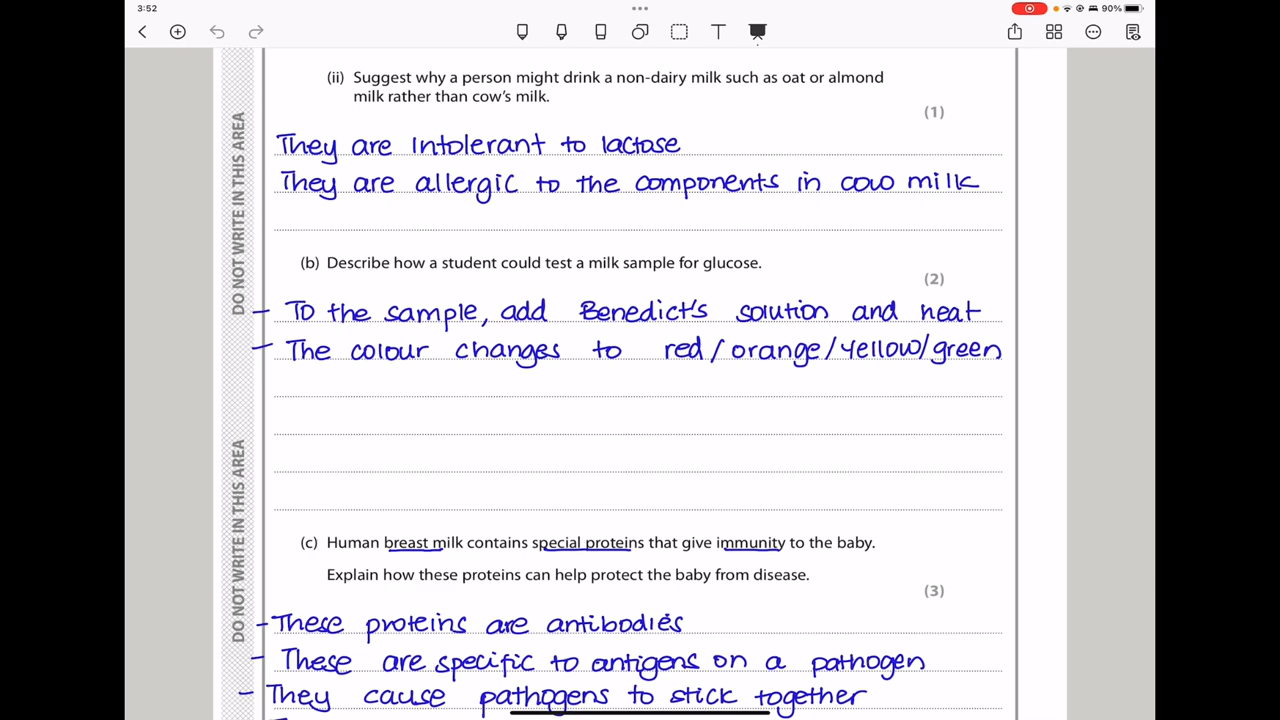 3:52
90%
(ii) Suggest why a person might drink a non-dairy milk such as oat or almond
milk rather than cow's milk.
(1)
They are intolerant to lactose
They are allergic to the components in cow milk
(b) Describe how a student could test a milk sample for glucose.
(2)
- To the sample, add Benedict's solution and heat
- The colour changes to red/orange/yellow/green
(c) Human breast milk contains special proteins that give immunity to the baby.
Explain how these proteins can help protect the baby from disease.
(3)
- These proteins are antibodies
- These are specific to antigens on a pathogen
- They cause pathogens to stick together
DO NOT WRITE IN THIS AREA
DO NOT WRITE IN THIS AREA